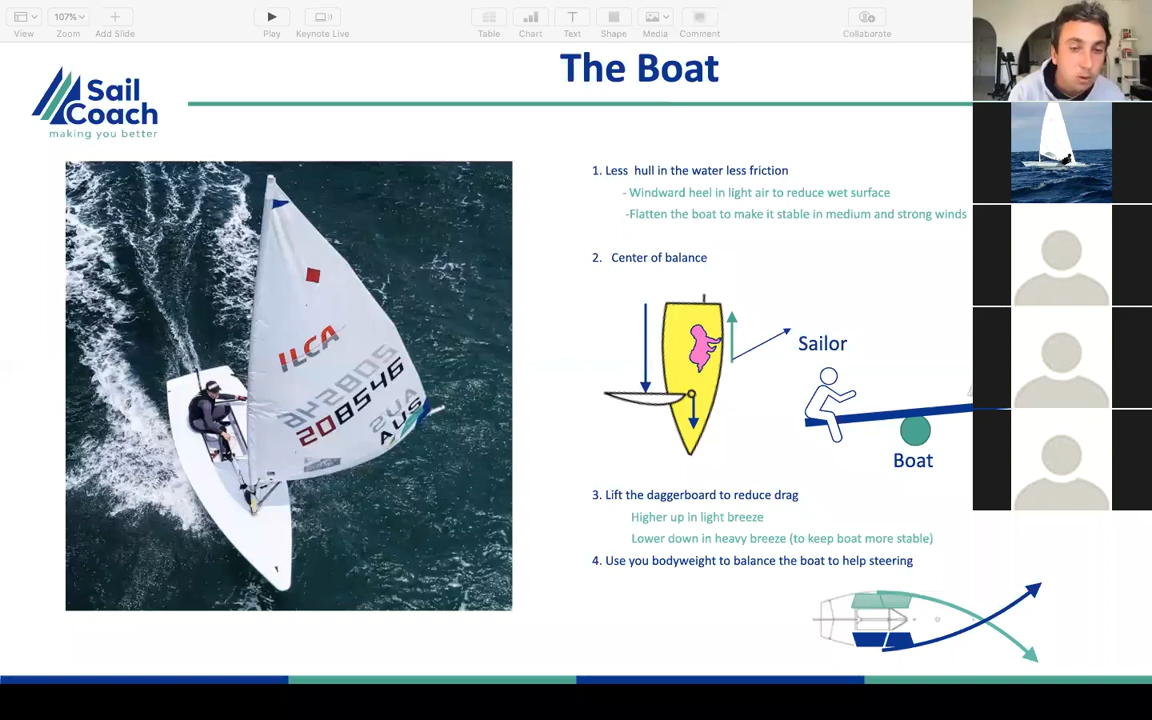 107%
View
Zoom
Add Slide
Play
Keynote Live
Table
Chart
Text
Shape
Media
Comment
Collaborate
The Boat
Sail
Coach
making you better
1. Less hull in the water less friction
- Windward heel in light air to reduce wet surface
-Flatten the boat to make it stable in medium and strong winds
2. Center of balance
Sailor
Boat
3. Lift the daggerboard to reduce drag
Higher up in light breeze
Lower down in heavy breeze (to keep boat more stable)
4. Use you bodyweight to balance the boat to help steering
ILCA
208546
AUS